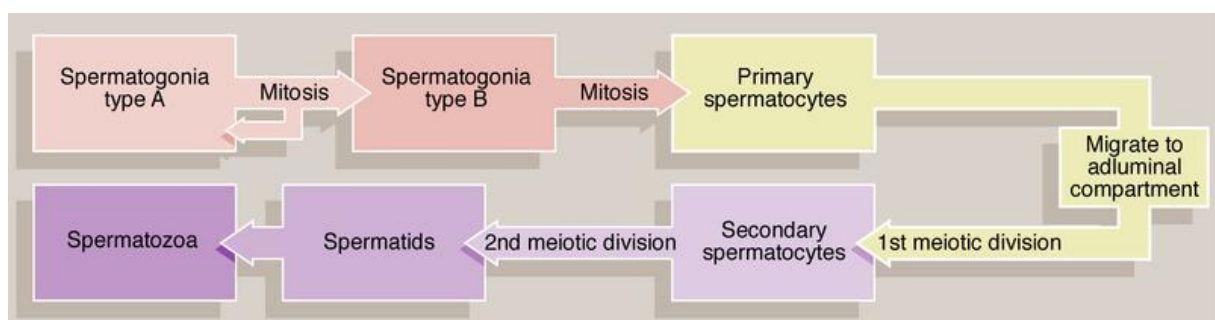 Spermatogonia
type A
Mitosis
Spermatogonia
type B
Mitosis
Primary
spermatocytes
Migrate to
adluminal
compartment
1st meiotic division
Secondary
spermatocytes
2nd meiotic division
Spermatids
Spermatozoa